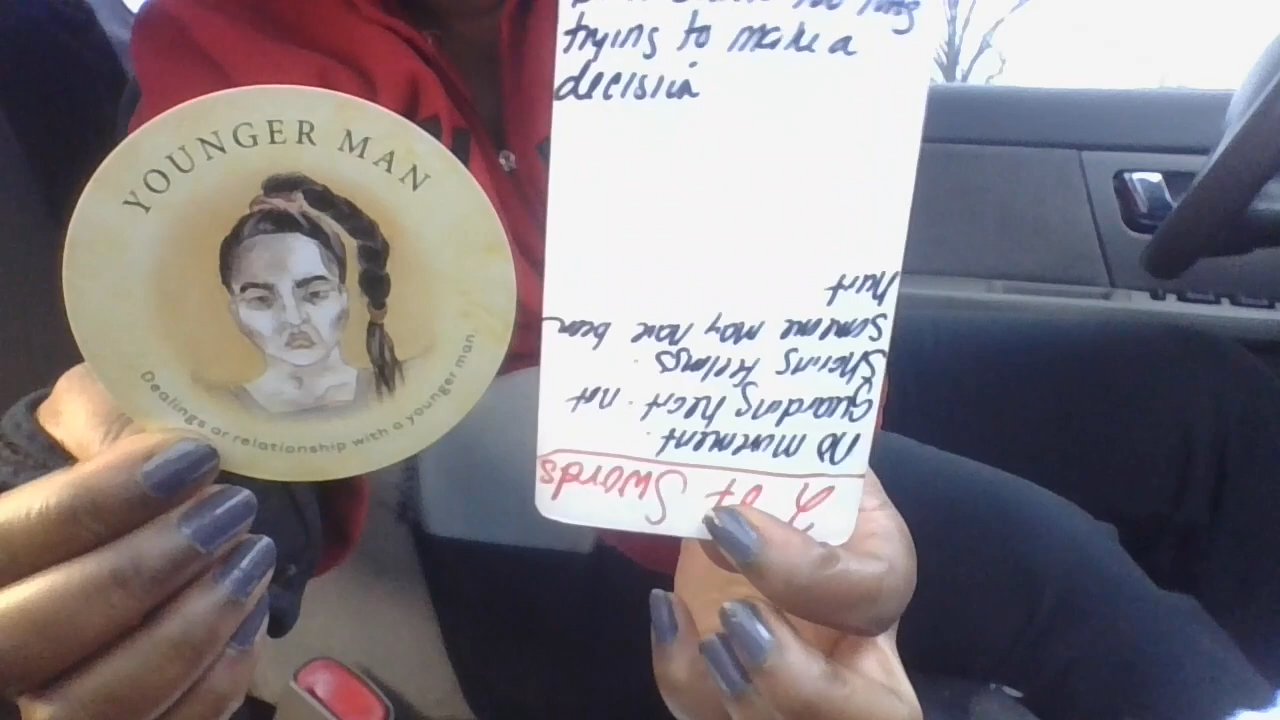 YOUNGER MAN
Dealings or relationship with a younger man.
trying to make a
decision
2 of Swords
No movement.
Guarding heart. not
Showing feelings.
Someone may have been
hurt